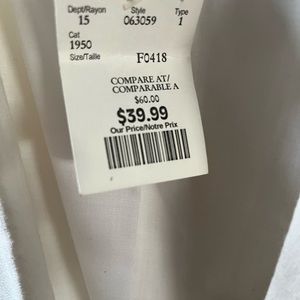 Dept/Rayon Style Type
15 063059 1
Cat
1950
Size/Taille F0418
COMPARE AT/
COMPARABLE A
$60.00
$39.99
Our Price/Notre Prix